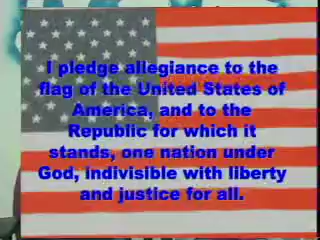 I pledge allegiance to the
flag of the United States of
America, and to the
Republic for which it
stands, one nation under
God, indivisible with liberty
and justice for all.